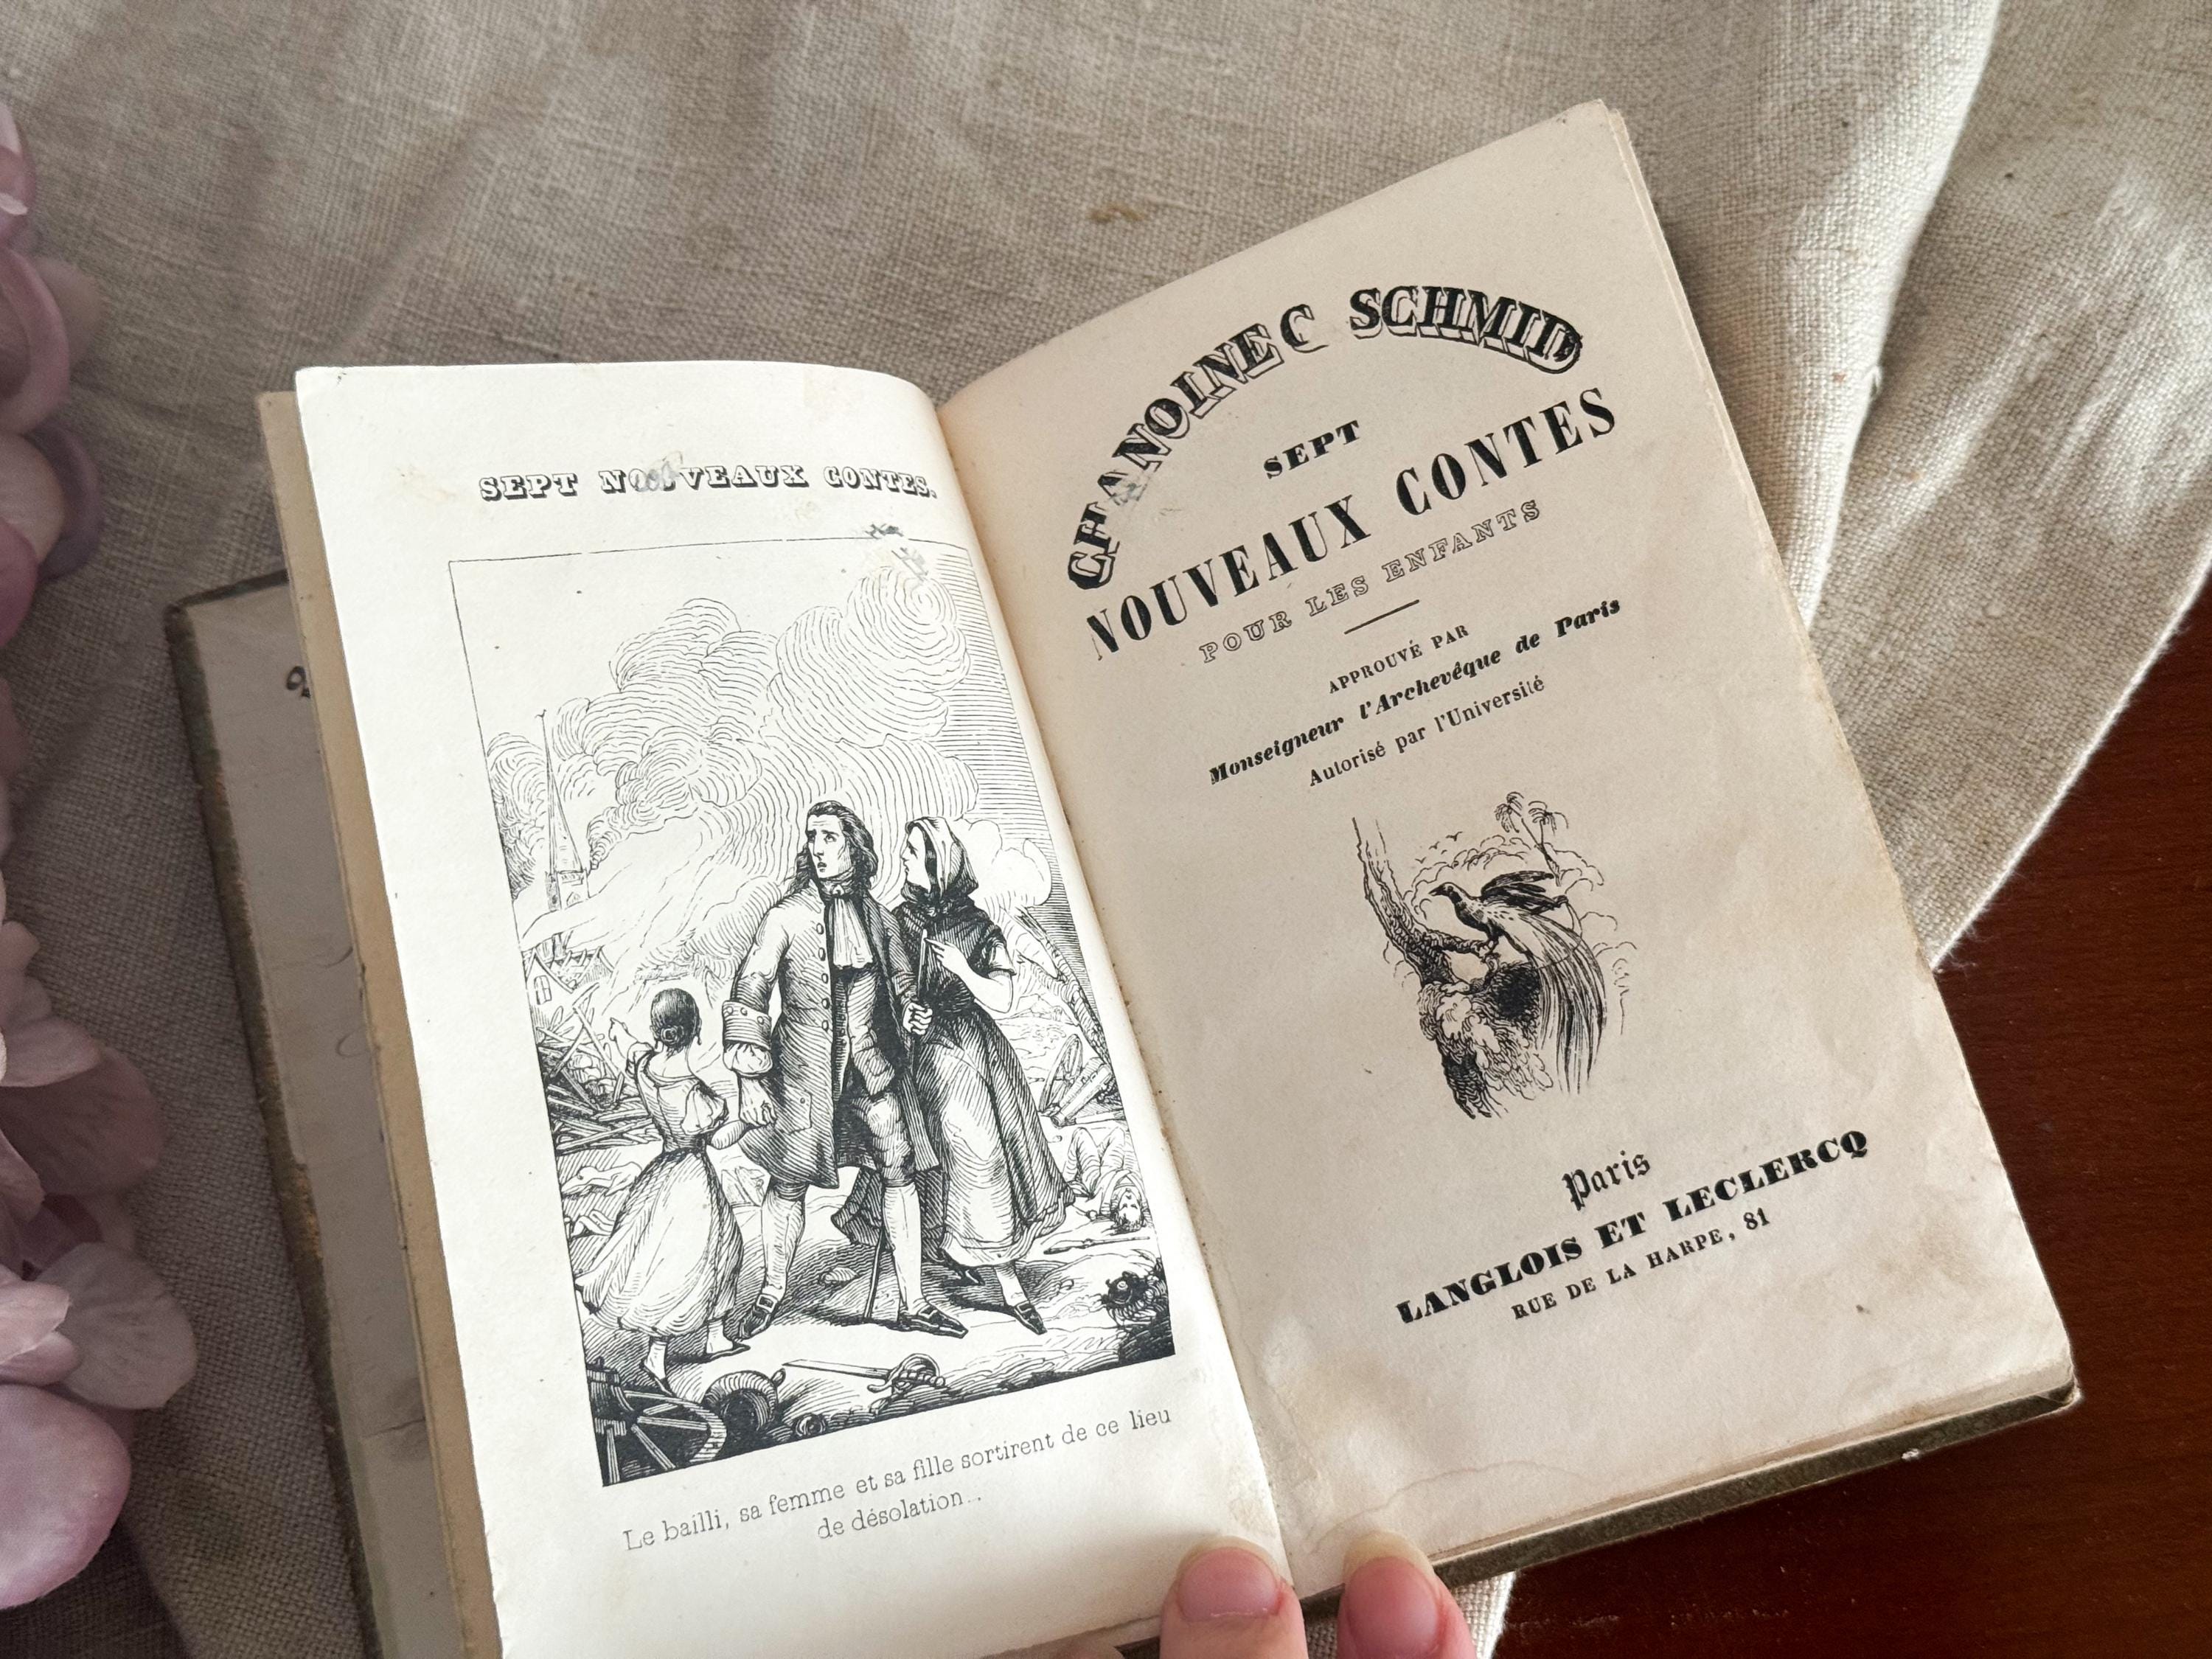 SEPT NOUVEAUX CONTES.
Le bailli, sa femme et sa fille sortirent de ce lieu
de désolation...
CHANOINE C SCHMID
SEPT
NOUVEAUX CONTES
POUR LES ENFANTS
APPROUVÉ PAR
Monseigneur l'Archevêque de Paris
Autorisé par l'Université
Paris
LANGLOIS ET LECLERCQ
RUE DE LA HARPE, 81